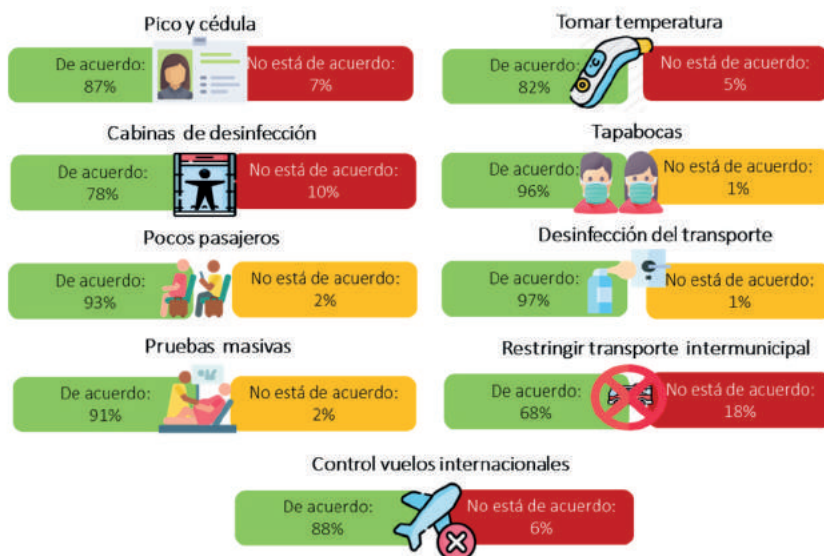 Pico y cédula
De acuerdo:
87%
No está de acuerdo:
7%
Tomar temperatura
De acuerdo:
82%
No está de acuerdo:
5%
Cabinas de desinfección
De acuerdo:
78%
No está de acuerdo:
10%
Tapabocas
De acuerdo:
96%
No está de acuerdo:
1%
Pocos pasajeros
De acuerdo:
93%
No está de acuerdo:
2%
Desinfección del transporte
De acuerdo:
97%
No está de acuerdo:
1%
Pruebas masivas
De acuerdo:
91%
No está de acuerdo:
2%
Restringir transporte intermunicipal
De acuerdo:
68%
No está de acuerdo:
18%
Control vuelos internacionales
De acuerdo:
88%
No está de acuerdo:
6%